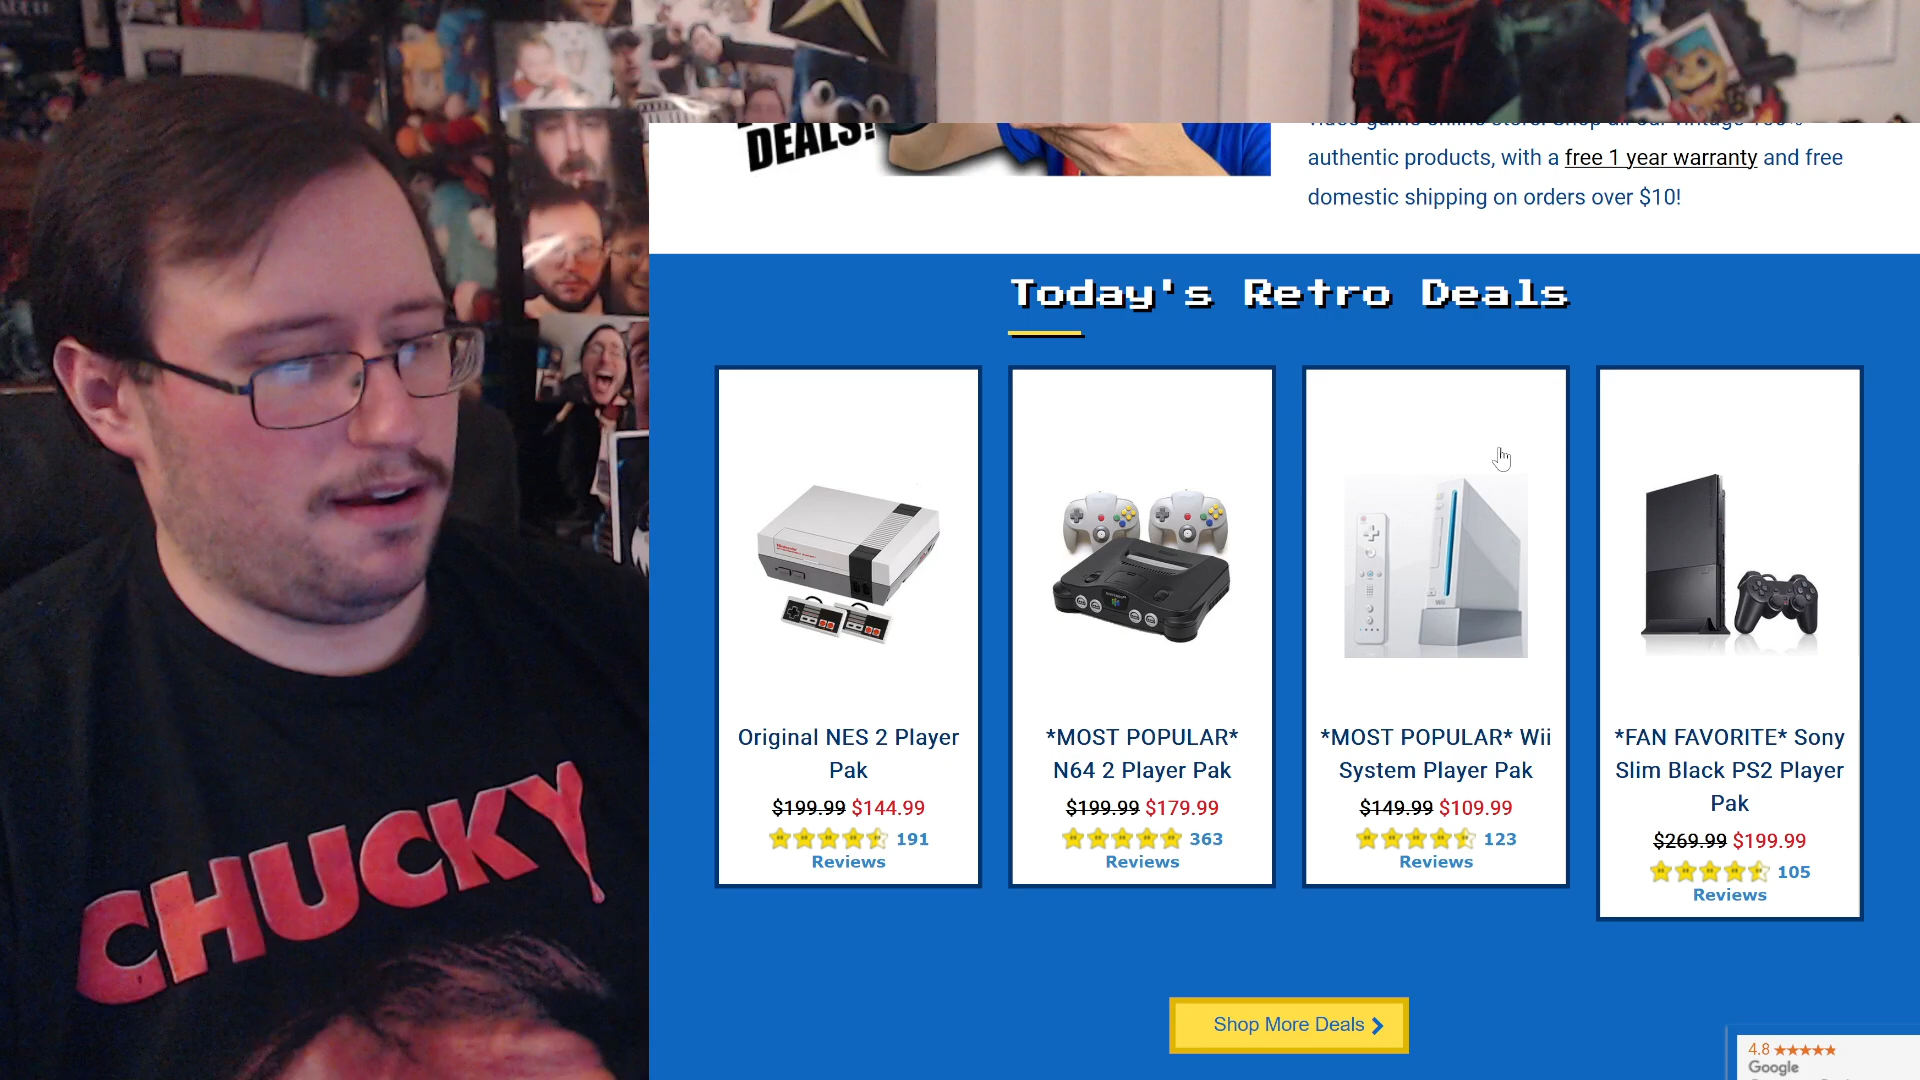 DEALS!
authentic products, with a free 1 year warranty and free
domestic shipping on orders over $10!
Today's Retro Deals
Original NES 2 Player
Pak
$199.99 $144.99
191
Reviews
*MOST POPULAR*
N64 2 Player Pak
$199.99 $179.99
363
Reviews
*MOST POPULAR* Wii
System Player Pak
$149.99 $109.99
123
Reviews
*FAN FAVORITE* Sony
Slim Black PS2 Player
Pak
$269.99 $199.99
105
Reviews
Shop More Deals
4.8
Google
CHUCKY